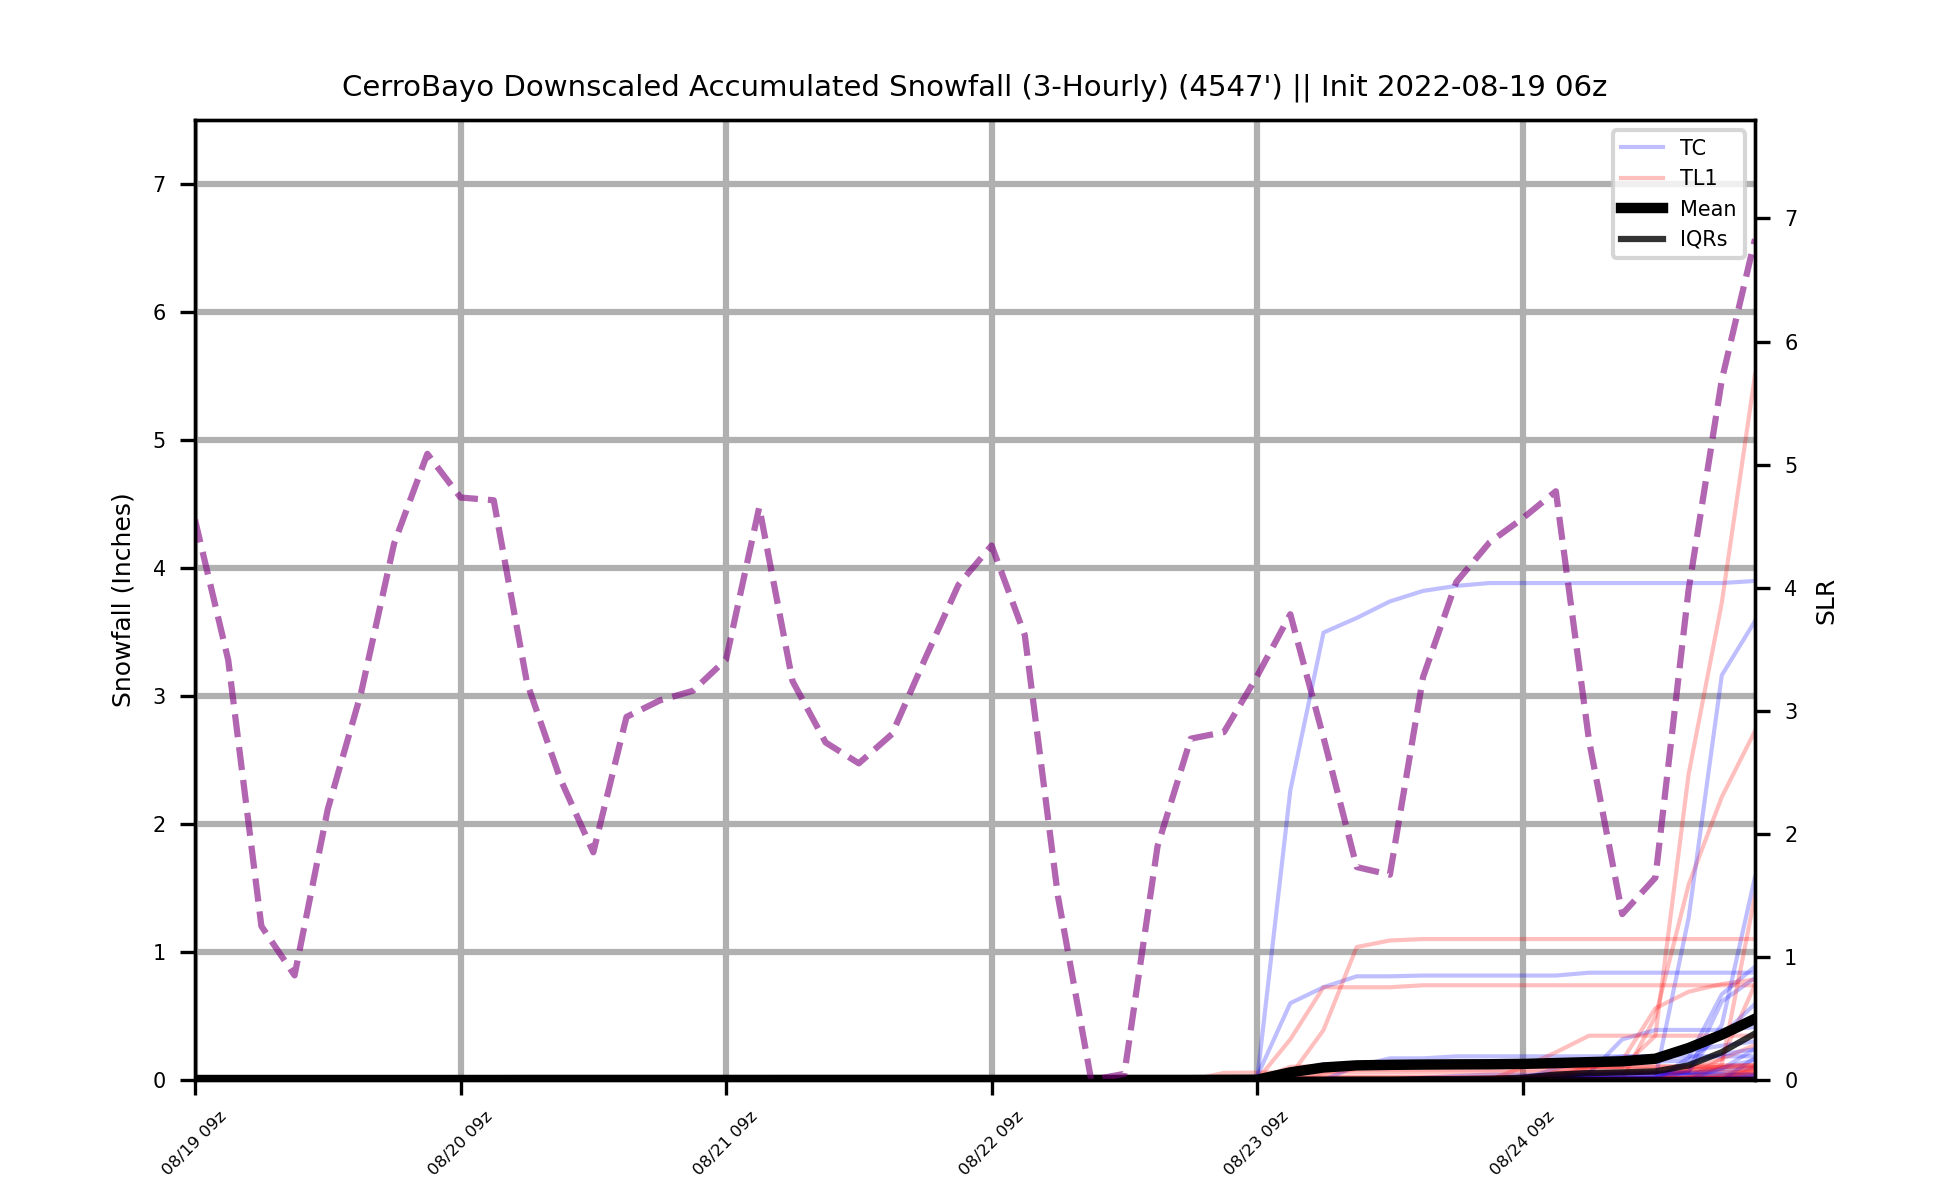 CerroBayo Downscaled Accumulated Snowfall (3-Hourly) (4547') || Init 2022-08-19 06z
TC
TL1
Mean
IQRs
Snowfall (Inches)
7
6
5
4
3
2
1
0
SLR
7
6
5
4
3
2
1
0
08/19 09z
08/20 09z
08/21 09z
08/22 09z
08/23 09z
08/24 09z